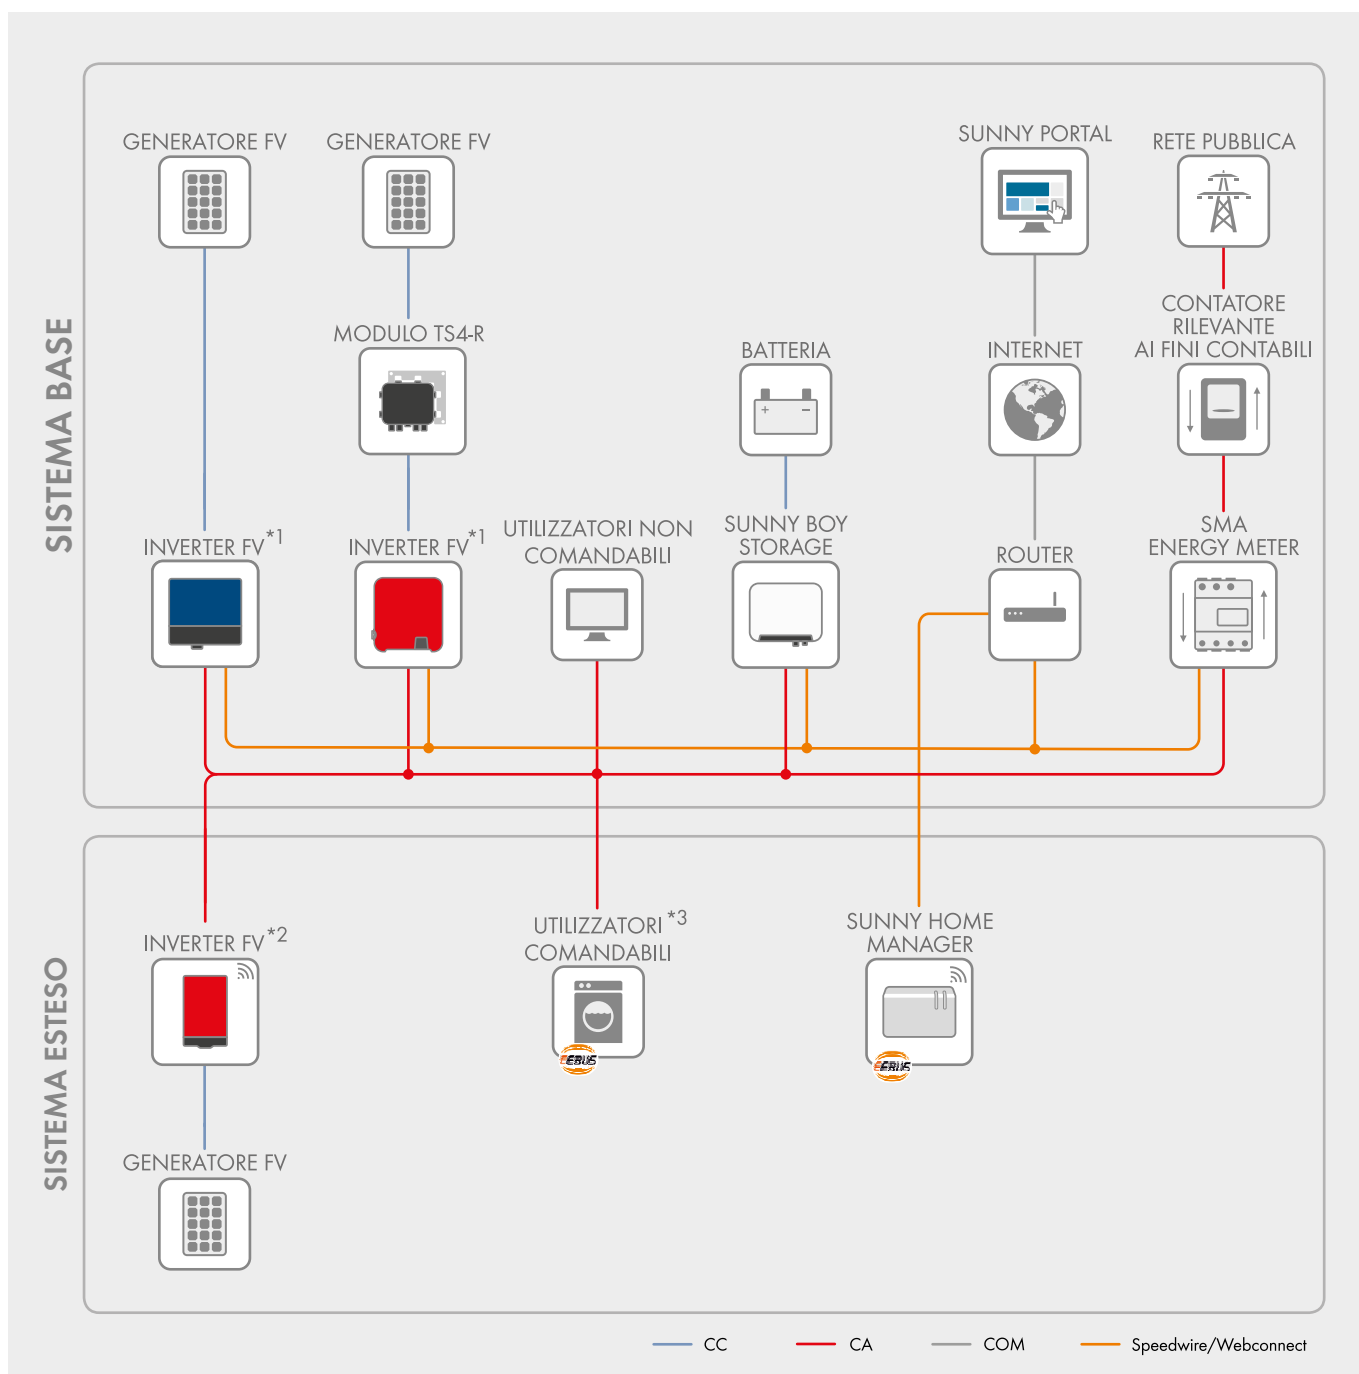 SISTEMA BASE
GENERATORE FV
GENERATORE FV
SUNNY PORTAL
RETE PUBBLICA
MODULO TS4-R
BATTERIA
INTERNET
CONTATORE
RILEVANTE
AI FINI CONTABILI
INVERTER FV*1
INVERTER FV*1
UTILIZZATORI NON
COMANDABILI
SUNNY BOY
STORAGE
ROUTER
SMA
ENERGY METER
SISTEMA ESTESO
INVERTER FV*2
UTILIZZATORI*3
COMANDABILI
EEBUS
SUNNY HOME
MANAGER
EEBUS
GENERATORE FV
CC
CA
COM
Speedwire/Webconnect